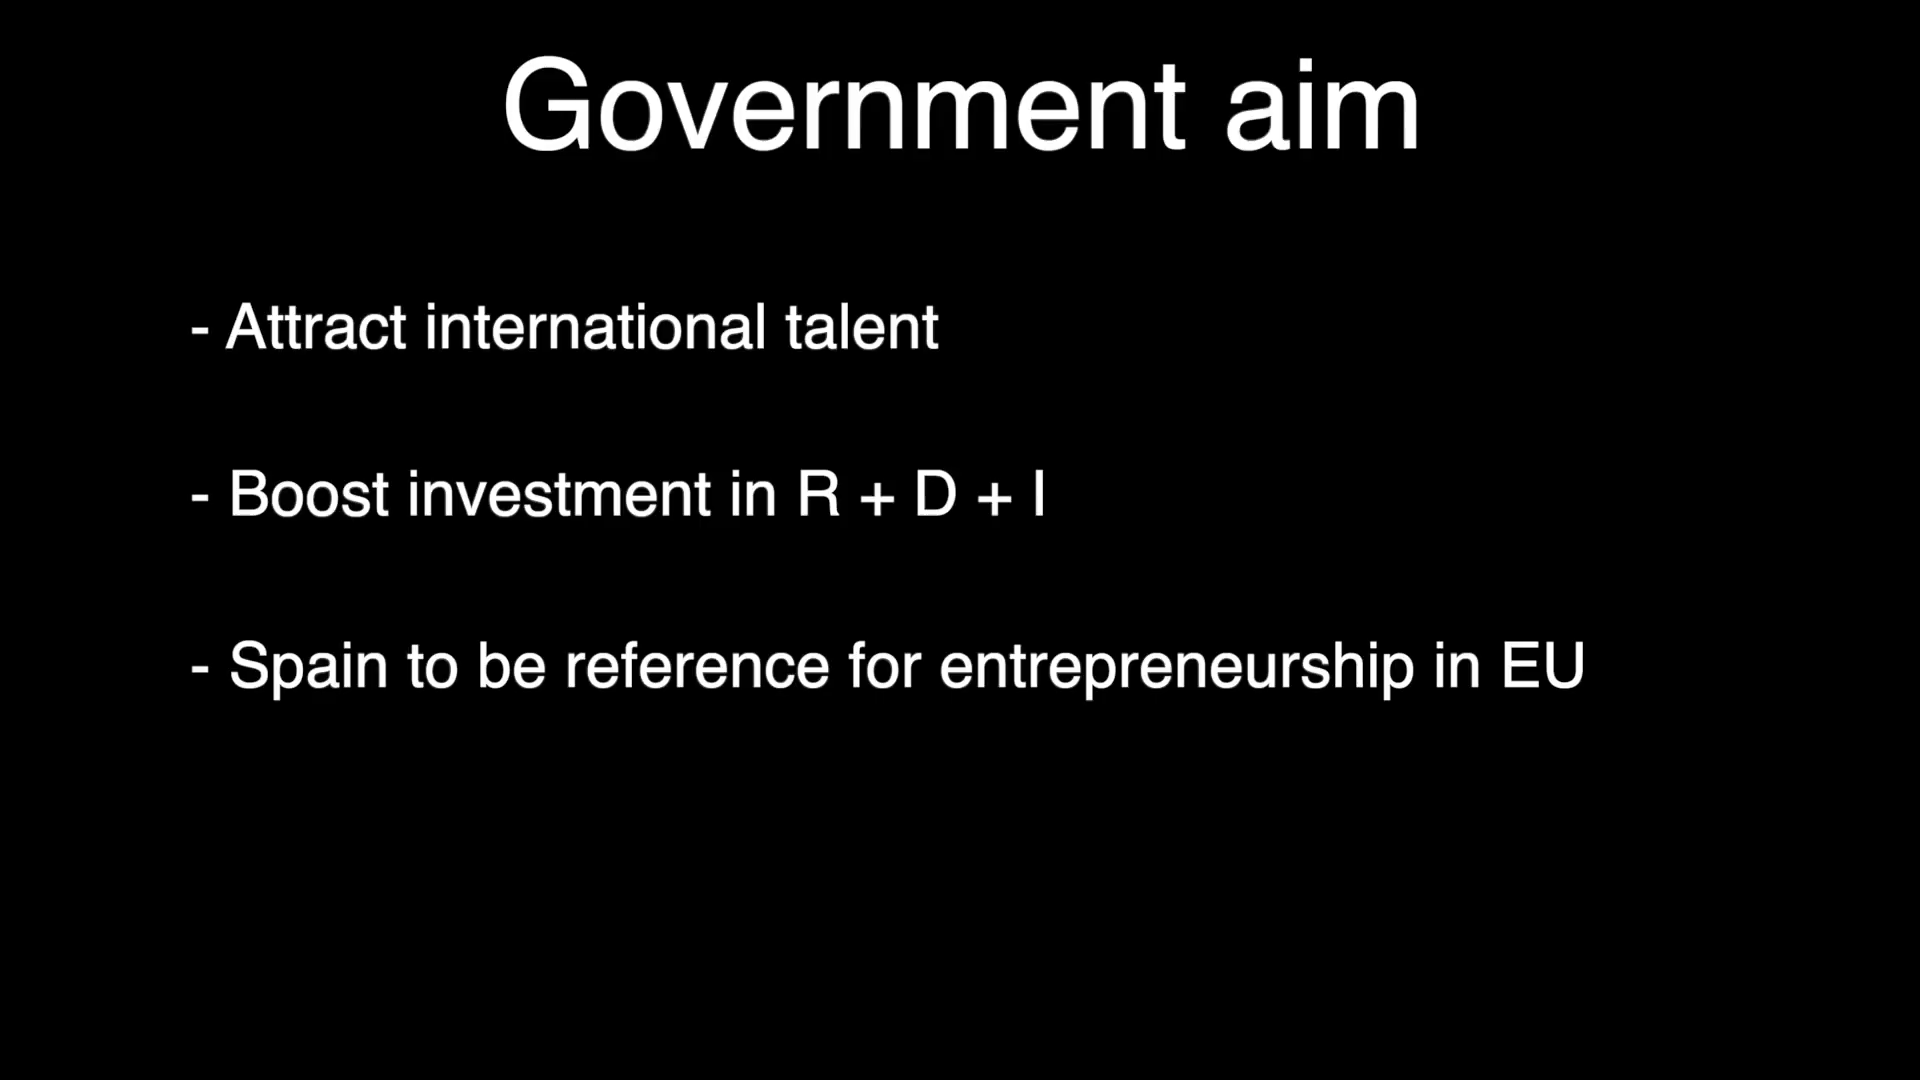 Government aim
- Attract international talent
- Boost investment in R + D + I
- Spain to be reference for entrepreneurship in EU